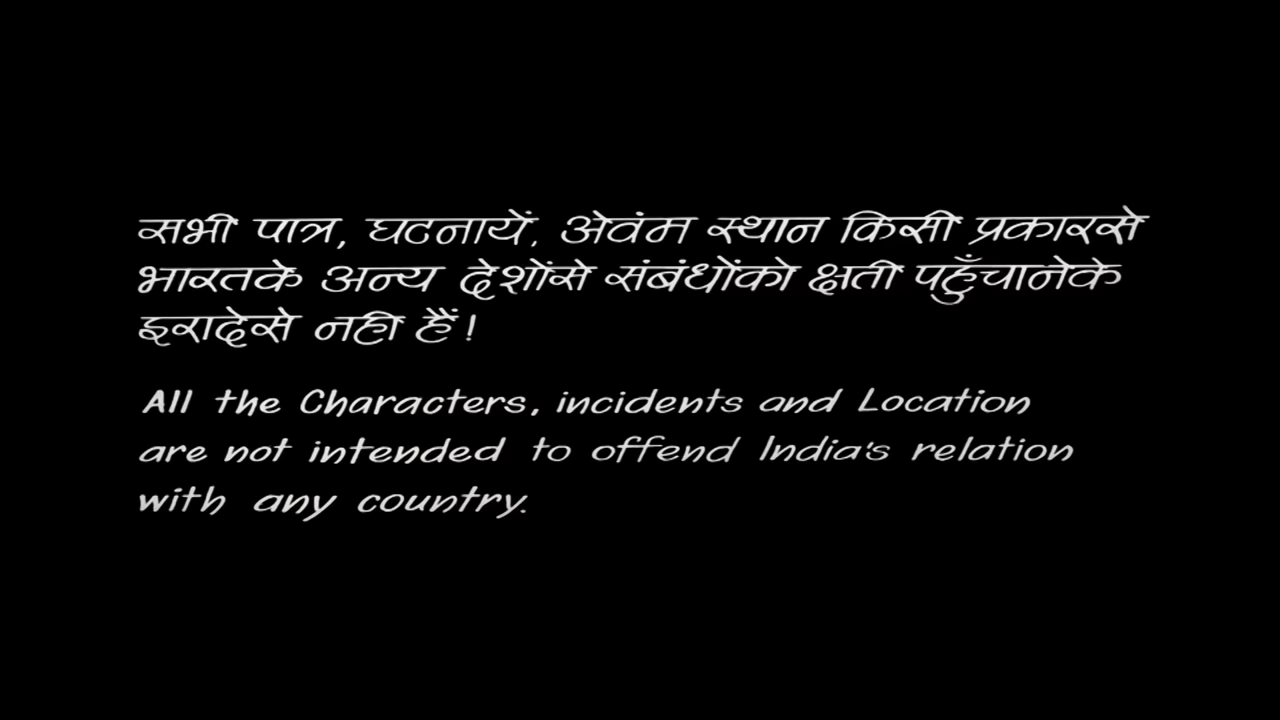 सभी पात्र, घटनायें, अेवंम स्थान किसी प्रकारसे
भारतके अन्य देशोंसे संबंधोंको क्षती पहुँचानेके
इरादेसे नही हैं!
All the Characters, incidents and Location
are not intended to offend India's relation
with any country.